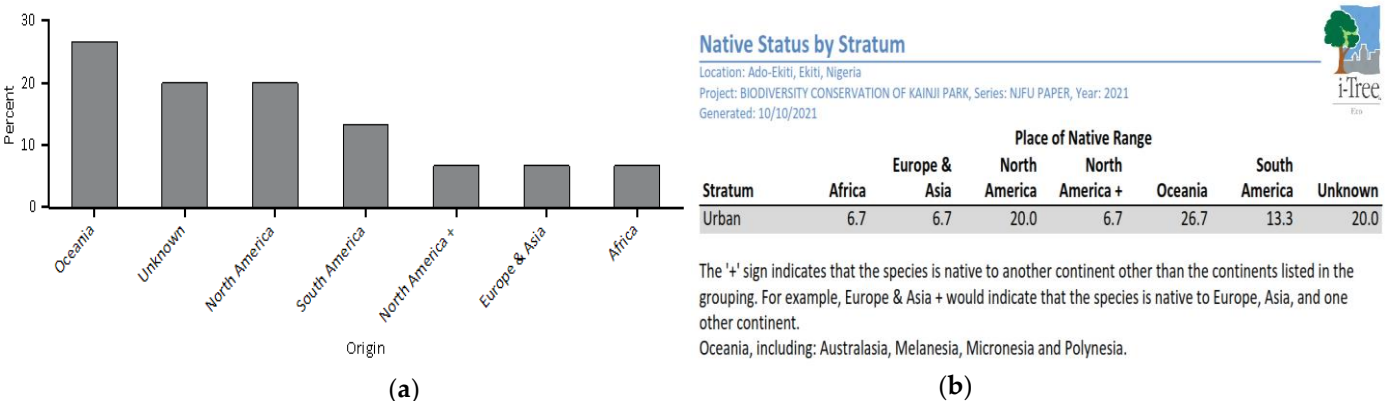 30
20
10
0
Percent
Oceania
Unknown
North America
South America
North America +
Europe & Asia
Africa
Origin
(a)
Native Status by Stratum
Location: Ado-Ekiti, Ekiti, Nigeria
Project: BIODIVERSITY CONSERVATION OF KAINJI PARK, Series: NJFU PAPER, Year: 2021
Generated: 10/10/2021
i-Tree
Eco
Place of Native Range
Europe & North North South
Stratum Africa Asia America America + Oceania America Unknown
Urban 6.7 6.7 20.0 6.7 26.7 13.3 20.0
The '+' sign indicates that the species is native to another continent other than the continents listed in the
grouping. For example, Europe & Asia + would indicate that the species is native to Europe, Asia, and one
other continent.
Oceania, including: Australasia, Melanesia, Micronesia and Polynesia.
(b)